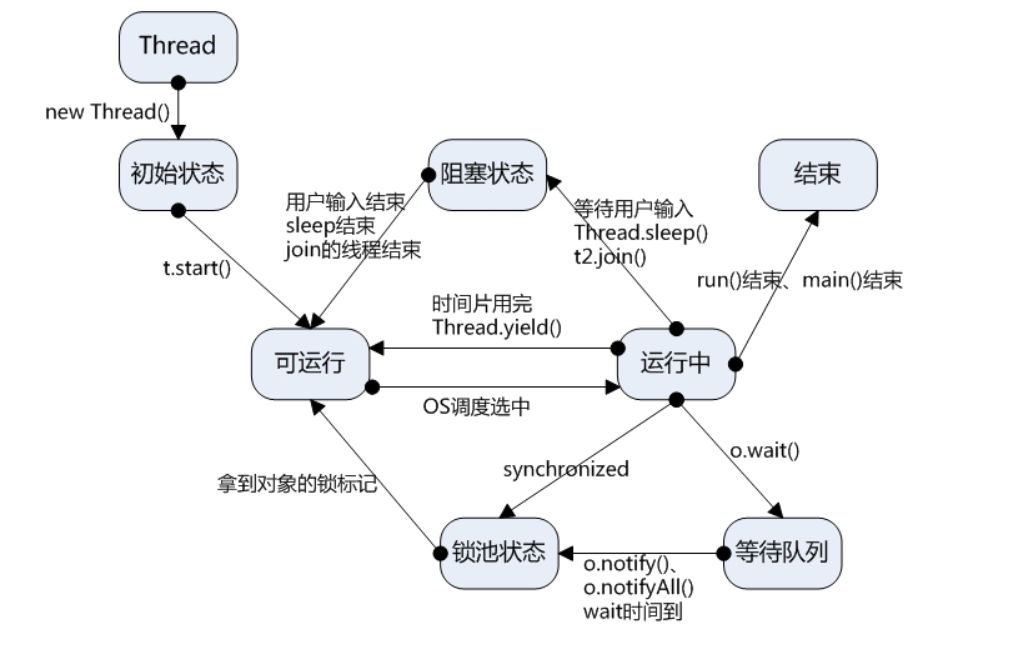 Thread
new Thread()
初始状态
阻塞状态
结束
用户输入结束
sleep结束
join的线程结束
等待用户输入
Thread.sleep()
t2.join()
t.start()
run()结束、main()结束
时间片用完
Thread.yield()
可运行
运行中
OS调度选中
o.wait()
synchronized
拿到对象的锁标记
锁池状态
等待队列
o.notify()、
o.notifyAll()
wait时间到